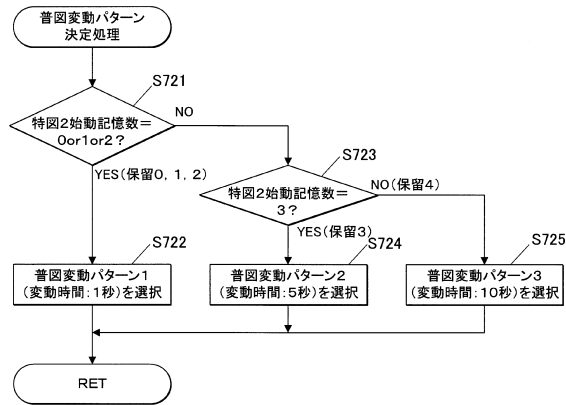 普図変動パターン
決定処理
S721
特図2始動記憶数＝
0or1or2？
NO
YES(保留0, 1, 2)
S723
特図2始動記憶数＝
3？
NO(保留4)
YES(保留3)
S722
普図変動パターン1
(変動時間：1秒)を選択
S724
普図変動パターン2
(変動時間：5秒)を選択
S725
普図変動パターン3
(変動時間：10秒)を選択
RET